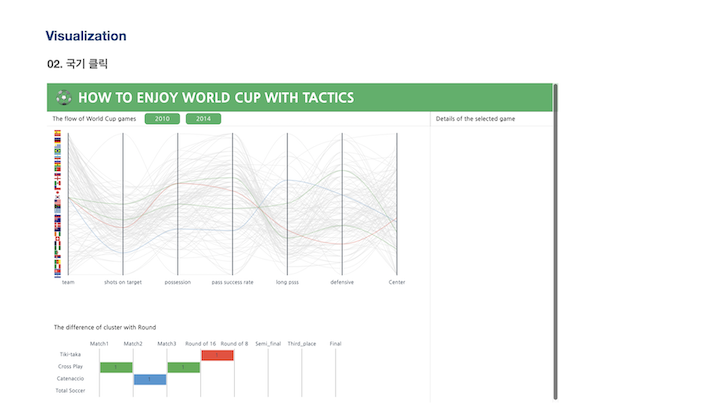 Visualization
02. 국기 클릭
HOW TO ENJOY WORLD CUP WITH TACTICS
The flow of World Cup games 2010 2014 Details of the selected game
team shots on target possession pass success rate long pass defensive Center
The difference of cluster with Round
Match1 Match2 Match3 Round of 16 Round of 8 Semi_final Third_place Final
Tiki-taka
Cross Play
Catenaccio
Total Soccer